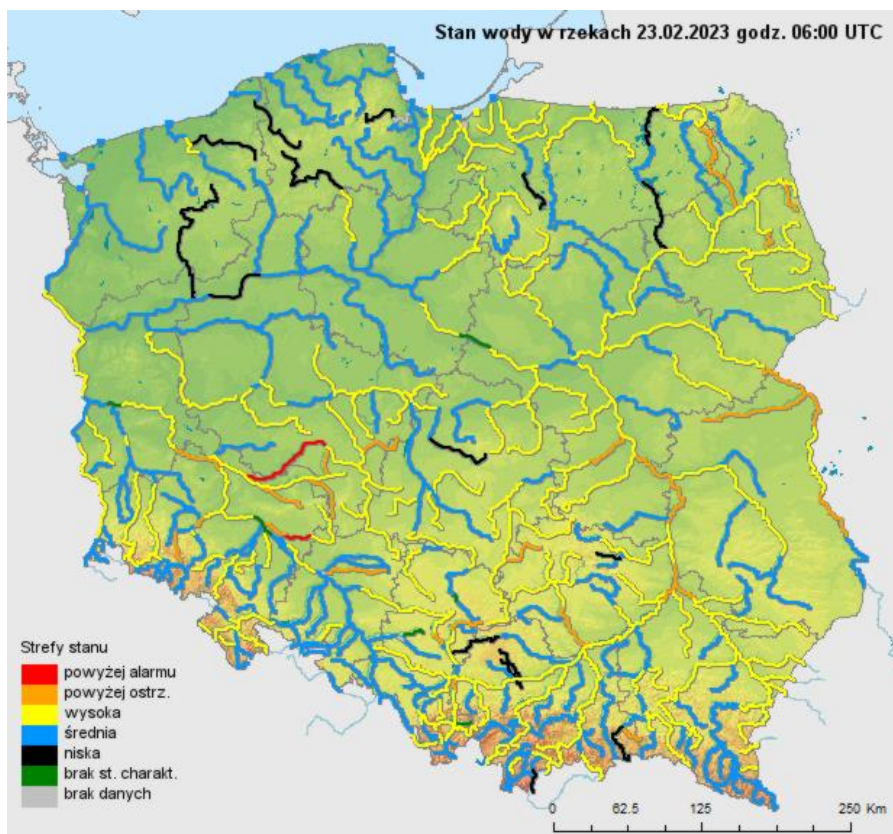 Stan wody w rzekach 23.02.2023 godz. 06:00 UTC
Strefy stanu
powyżej alarmu
powyżej ostrz.
wysoka
średnia
niska
brak st. charakt.
brak danych
0 62.5 125 250 Km